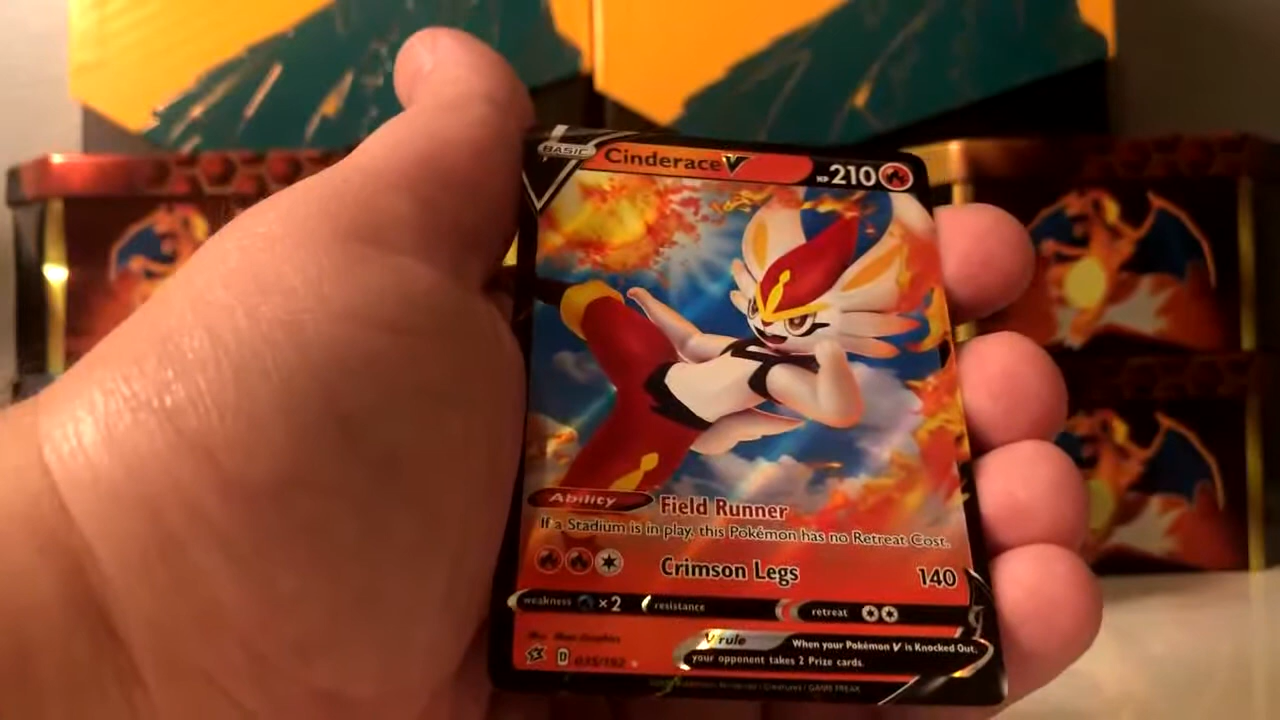 BASIC Cinderace V HP 210
Ability Field Runner
If a Stadium is in play, this Pokémon has no Retreat Cost.
Crimson Legs 140
weakness ×2 resistance retreat
V rule When your Pokémon V is Knocked Out,
your opponent takes 2 Prize cards.
D 035/192